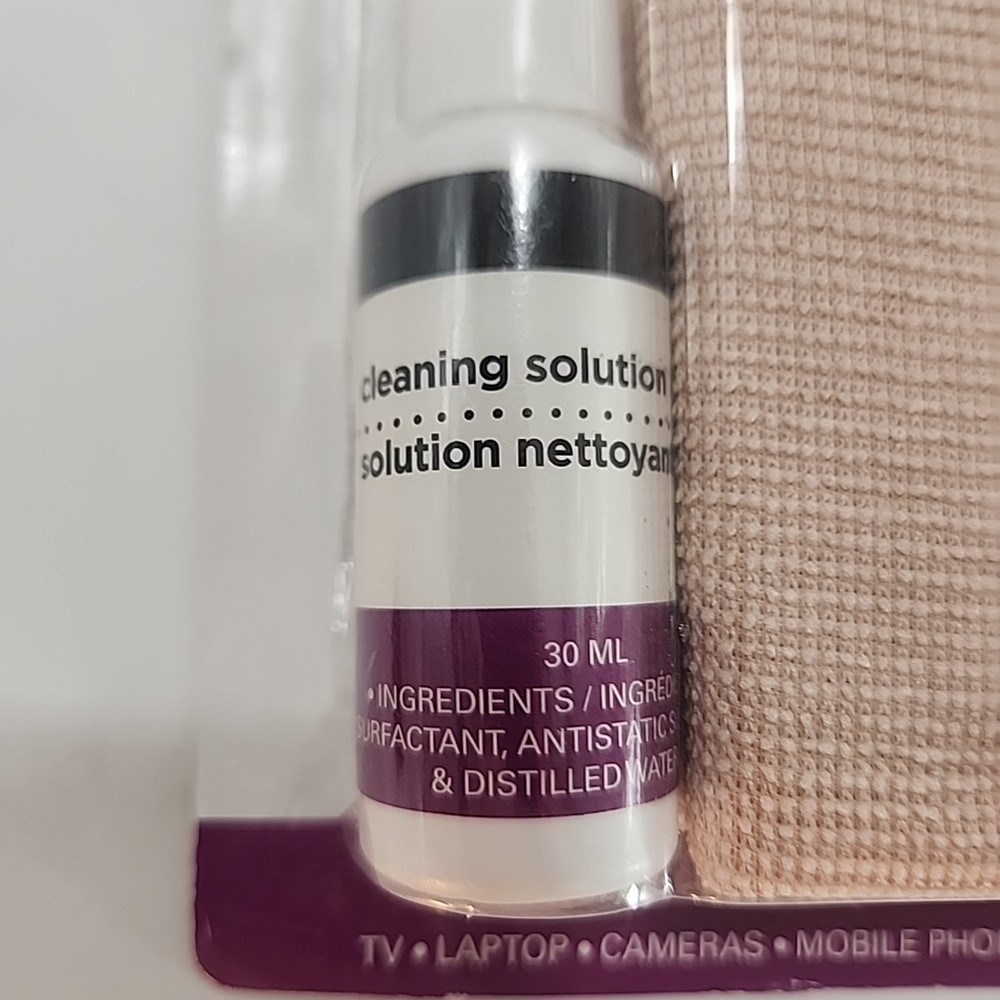 cleaning solution
solution nettoyan
30 ML
• INGREDIENTS / INGRÉD
SURFACTANT, ANTISTATIC S
& DISTILLED WATE
TV • LAPTOP • CAMERAS • MOBILE PHO